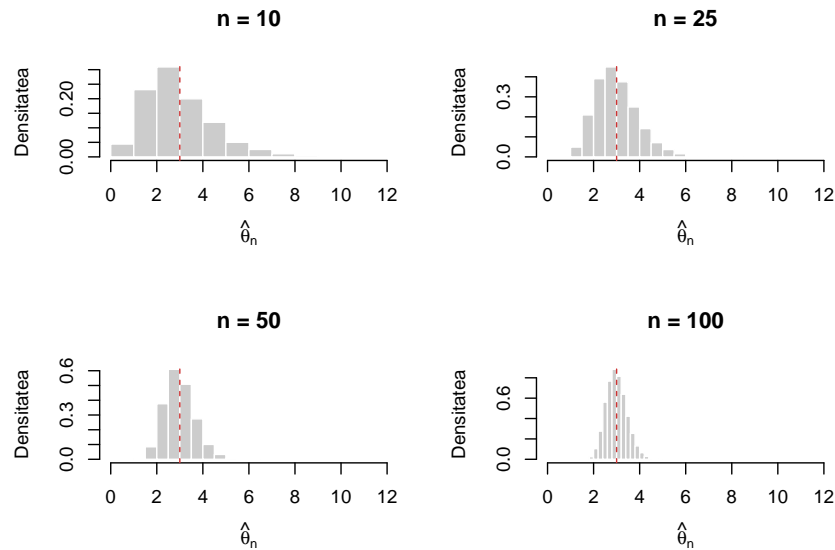 n = 10
Densitatea
0.00 0.20
0 2 4 6 8 10 12
θ̂n
n = 25
Densitatea
0.0 0.3
0 2 4 6 8 10 12
θ̂n
n = 50
Densitatea
0.0 0.3 0.6
0 2 4 6 8 10 12
θ̂n
n = 100
Densitatea
0.0 0.6
0 2 4 6 8 10 12
θ̂n